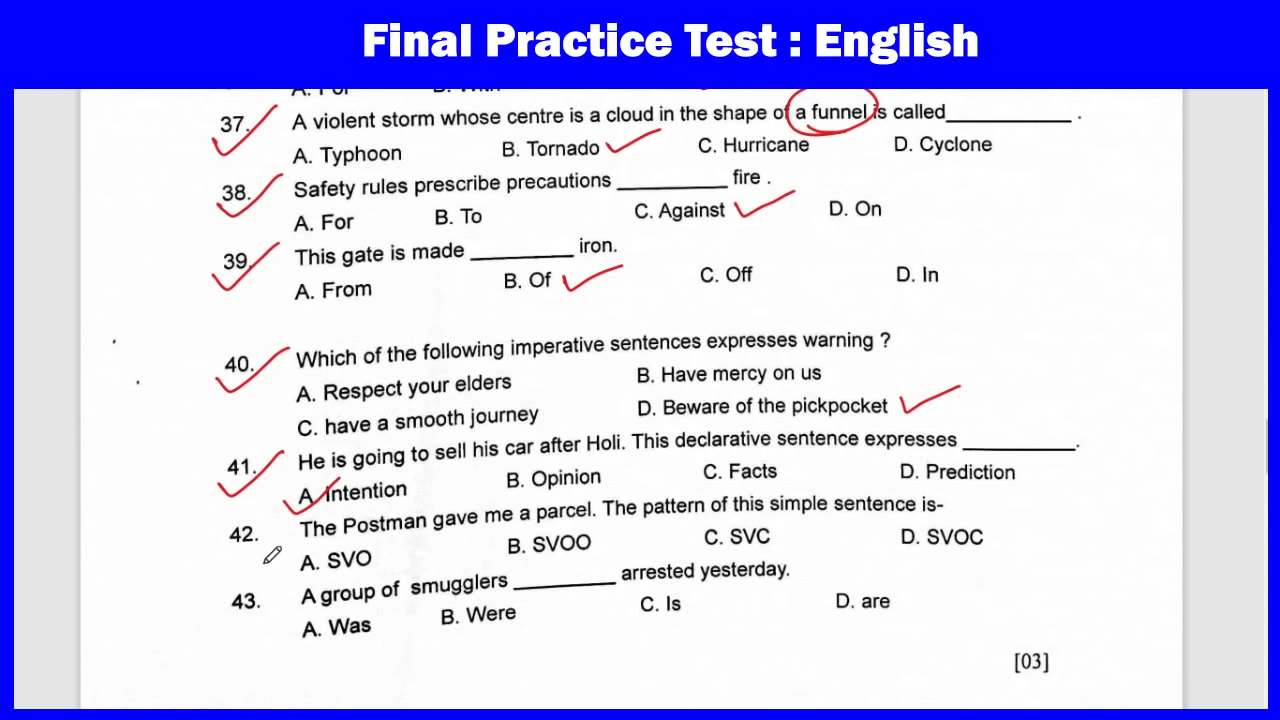 Final Practice Test : English
37. A violent storm whose centre is a cloud in the shape of a funnel is called____________ .
A. Typhoon B. Tornado C. Hurricane D. Cyclone
38. Safety rules prescribe precautions __________ fire .
A. For B. To C. Against D. On
39. This gate is made __________ iron.
A. From B. Of C. Off D. In
40. Which of the following imperative sentences expresses warning ?
A. Respect your elders B. Have mercy on us
C. have a smooth journey D. Beware of the pickpocket
41. He is going to sell his car after Holi. This declarative sentence expresses __________.
A. Intention B. Opinion C. Facts D. Prediction
42. The Postman gave me a parcel. The pattern of this simple sentence is-
A. SVO B. SVOO C. SVC D. SVOC
43. A group of smugglers __________ arrested yesterday.
A. Was B. Were C. Is D. are
[03]